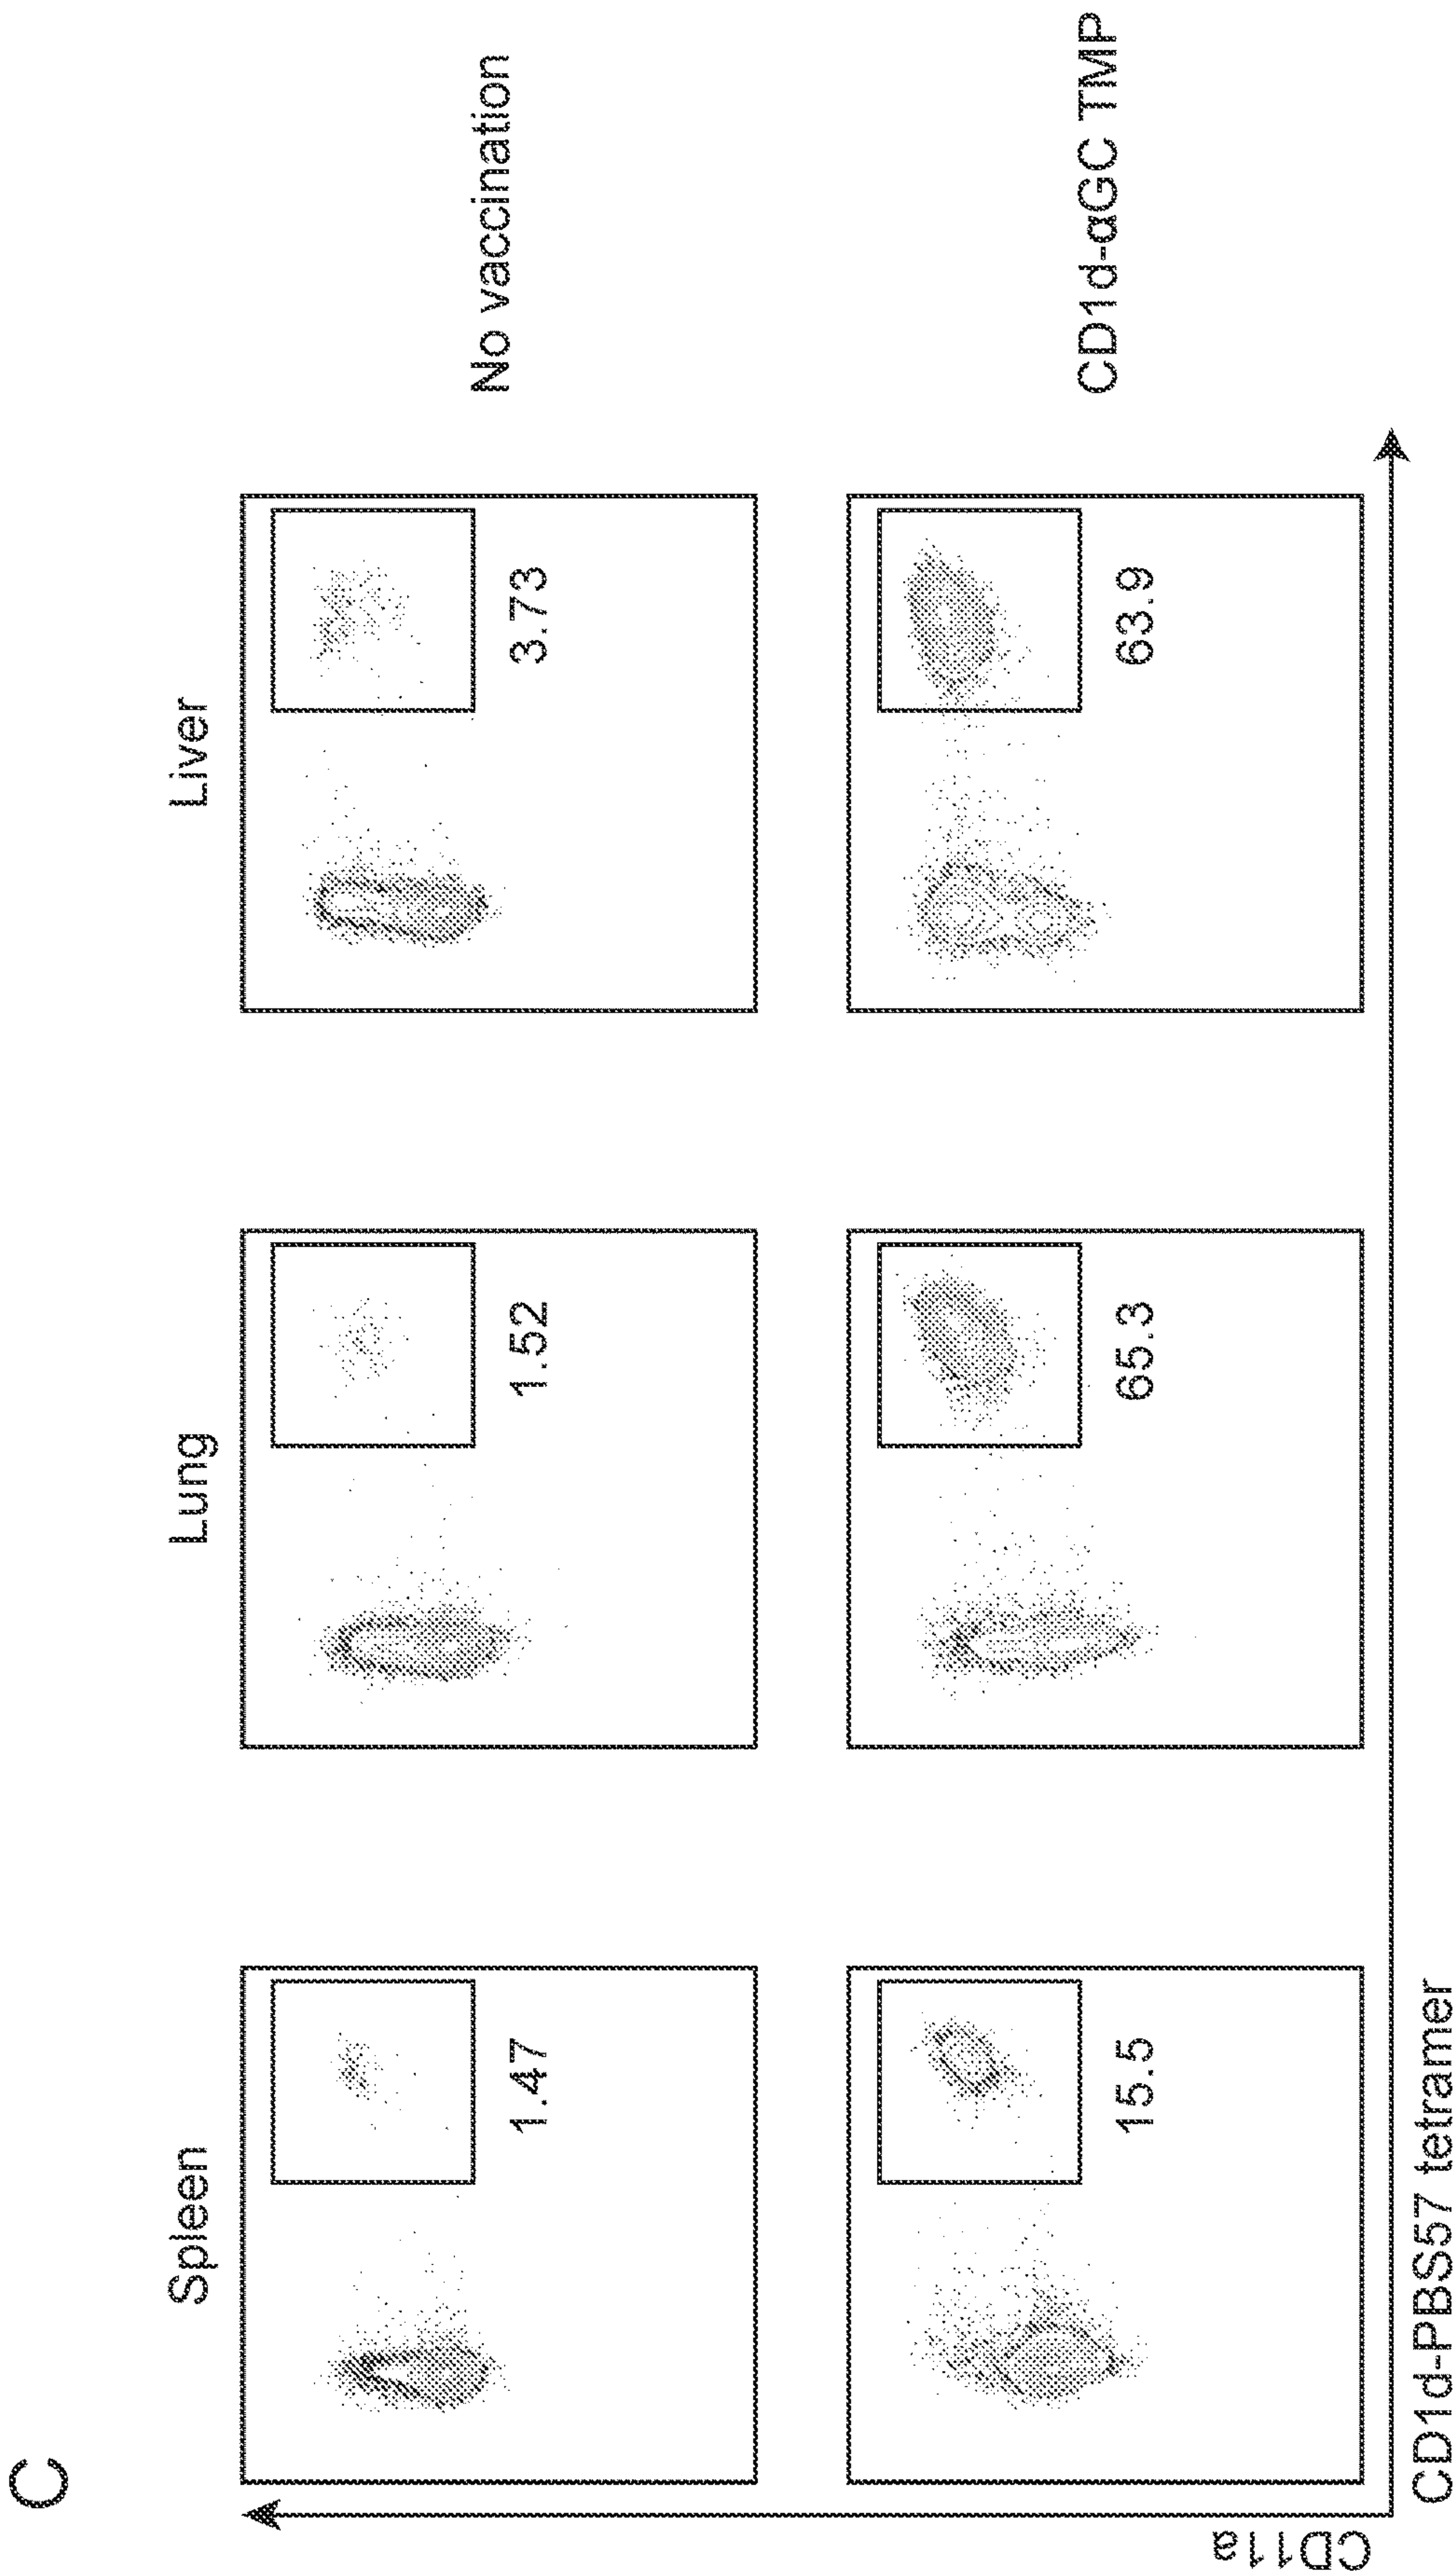 C
Spleen
Lung
Liver
1.47
1.52
3.73
No vaccination
15.5
65.3
63.9
CD1d-αGC TMP
CD11a
CD1d-PBS57 tetramer